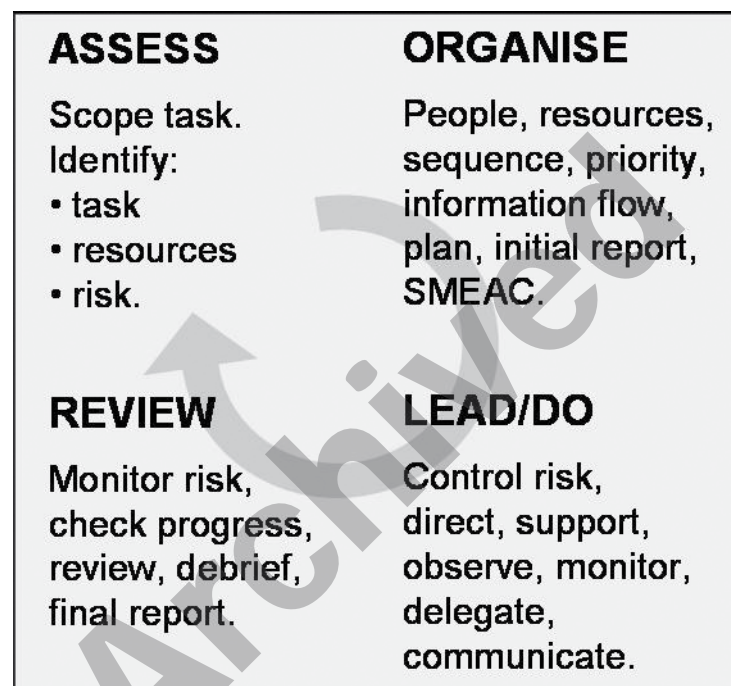 ASSESS
Scope task.
Identify:
• task
• resources
• risk.
ORGANISE
People, resources,
sequence, priority,
information flow,
plan, initial report,
SMEAC.
REVIEW
Monitor risk,
check progress,
review, debrief,
final report.
LEAD/DO
Control risk,
direct, support,
observe, monitor,
delegate,
communicate.
Archived